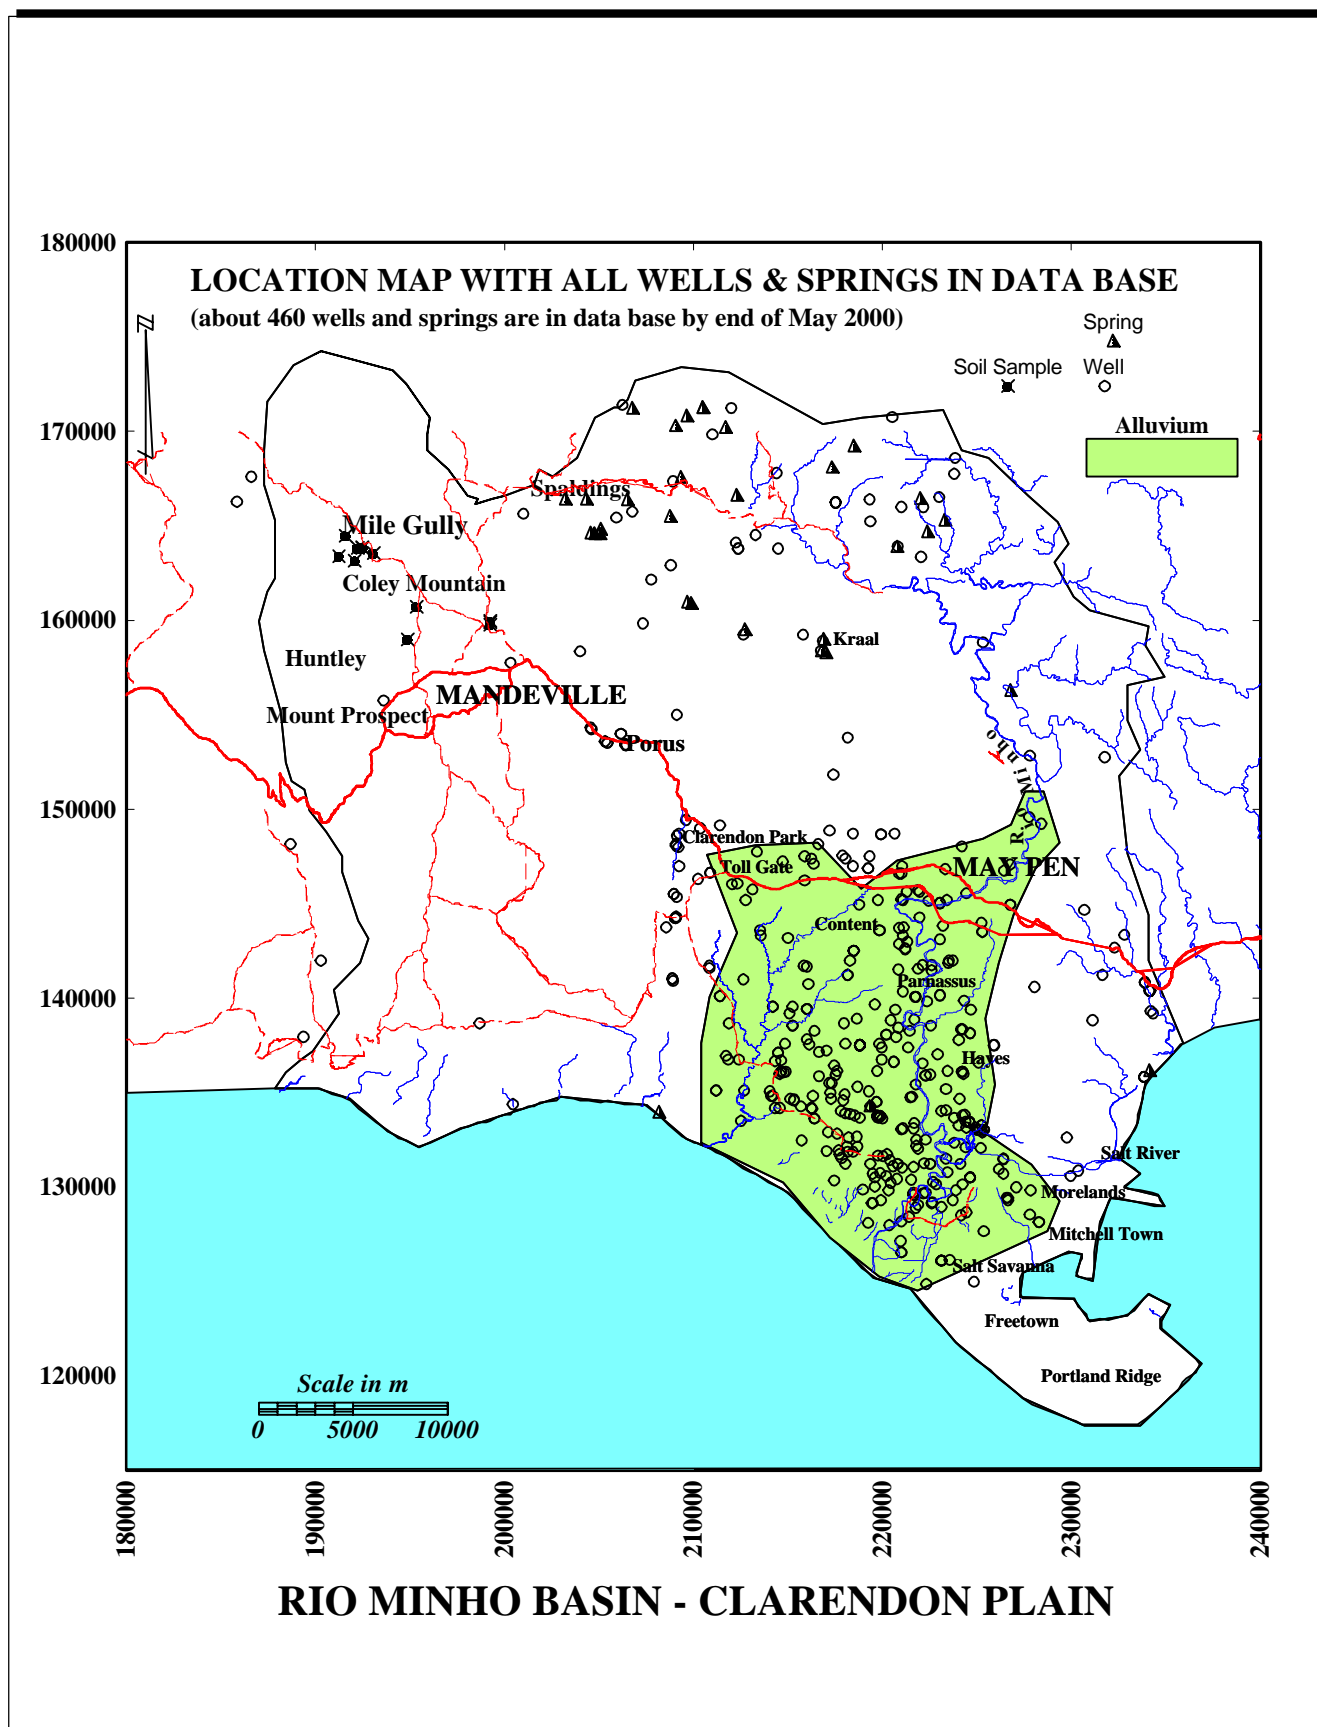 180000
LOCATION MAP WITH ALL WELLS & SPRINGS IN DATA BASE
(about 460 wells and springs are in data base by end of May 2000)
Spring
Soil Sample
Well
N
Alluvium
170000
Spaldings
Mile Gully
Coley Mountain
160000
Kraal
Huntley
MANDEVILLE
Mount Prospect
Porus
R. Rio Minho
150000
Clarendon Park
Toll Gate
MAY PEN
Content
Parnassus
140000
Hayes
Salt River
130000
Morelands
Mitchell Town
Salt Savanna
Freetown
120000
Portland Ridge
Scale in m
0 5000 10000
180000 190000 200000 210000 220000 230000 240000
RIO MINHO BASIN - CLARENDON PLAIN